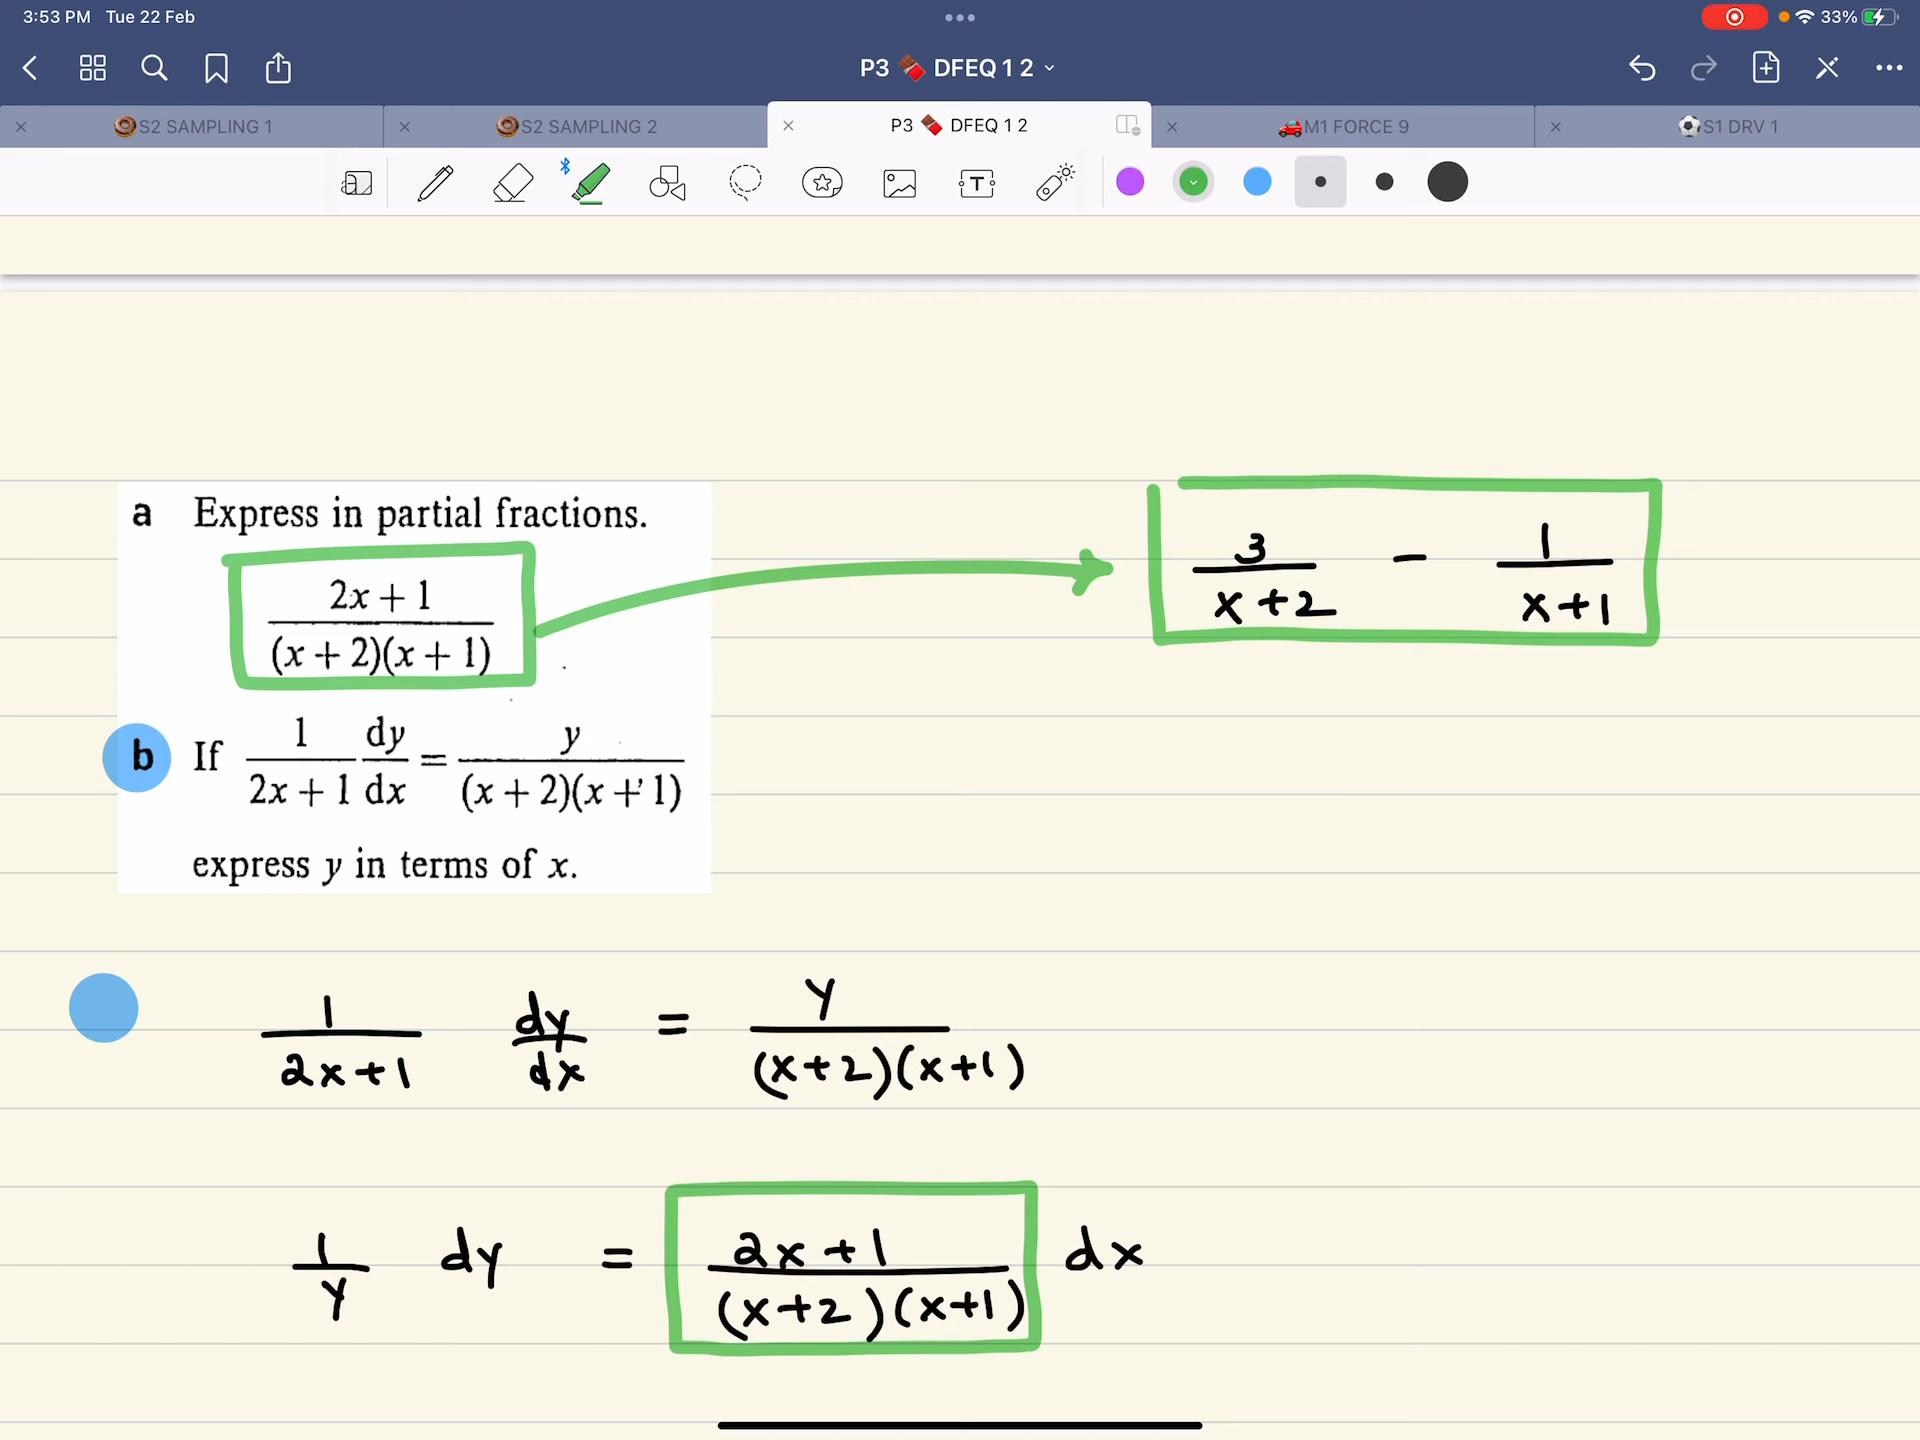 3:53 PM Tue 22 Feb
33%
P3 🍫 DFEQ 1 2
S2 SAMPLING 1
S2 SAMPLING 2
P3 🍫 DFEQ 1 2
M1 FORCE 9
S1 DRV 1
a Express in partial fractions.
2x + 1
(x + 2)(x + 1)
3/(x+2) − 1/(x+1)
b If 1/(2x + 1) dy/dx = y/((x + 2)(x + 1))
express y in terms of x.
1/(2x+1) dy/dx = y/((x+2)(x+1))
1/y dy = (2x+1)/((x+2)(x+1)) dx